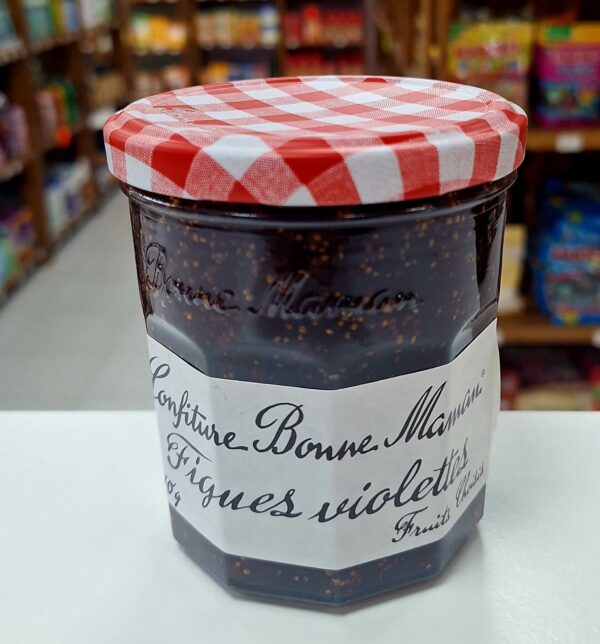 Bonne Maman
Confiture Bonne Maman®
Figues violettes
Fruits Choisis